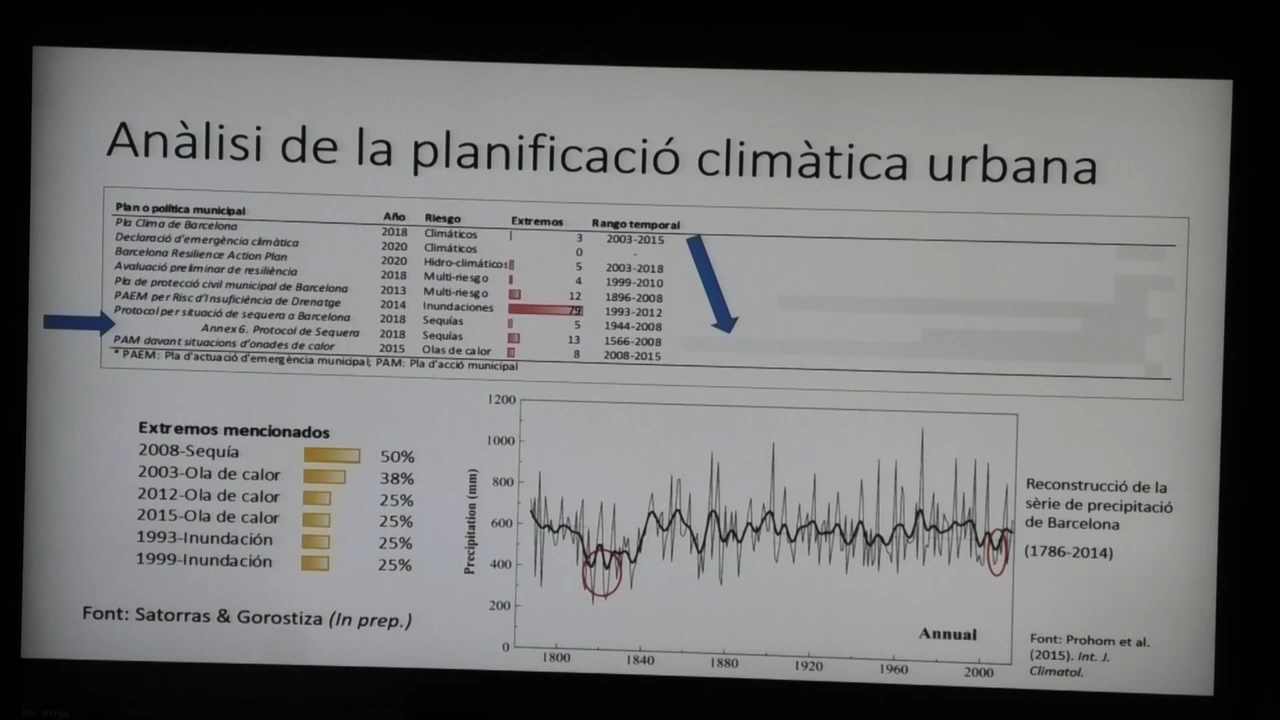 Anàlisi de la planificació climàtica urbana
Plan o política municipal Año Riesgo Extremos Rango temporal
Pla Clima de Barcelona 2018 Climáticos 3 2003-2015
Declaració d'emergència climàtica 2020 Climáticos 0 -
Barcelona Resilience Action Plan 2020 Hidro-climáticos 5 2003-2018
Avaluació preliminar de resiliència 2018 Multi-riesgo 4 1999-2010
Pla de protecció civil municipal de Barcelona 2013 Multi-riesgo 12 1896-2008
PAEM per Risc d'Insuficiència de Drenatge 2014 Inundaciones 79 1993-2012
Protocol per situació de sequera a Barcelona 2018 Sequías 5 1944-2008
Annex 6. Protocol de Sequera 2018 Sequías 13 1566-2008
PAM davant situacions d'onades de calor 2015 Olas de calor 8 2008-2015
* PAEM: Pla d'actuació d'emergència municipal; PAM: Pla d'acció municipal
Extremos mencionados
2008-Sequía 50%
2003-Ola de calor 38%
2012-Ola de calor 25%
2015-Ola de calor 25%
1993-Inundación 25%
1999-Inundación 25%
Font: Satorras & Gorostiza (In prep.)
Precipitation (mm)
1200
1000
800
600
400
200
0
1800 1840 1880 1920 1960 2000
Annual
Reconstrucció de la
sèrie de precipitació
de Barcelona
(1786-2014)
Font: Prohom et al.
(2015). Int. J.
Climatol.